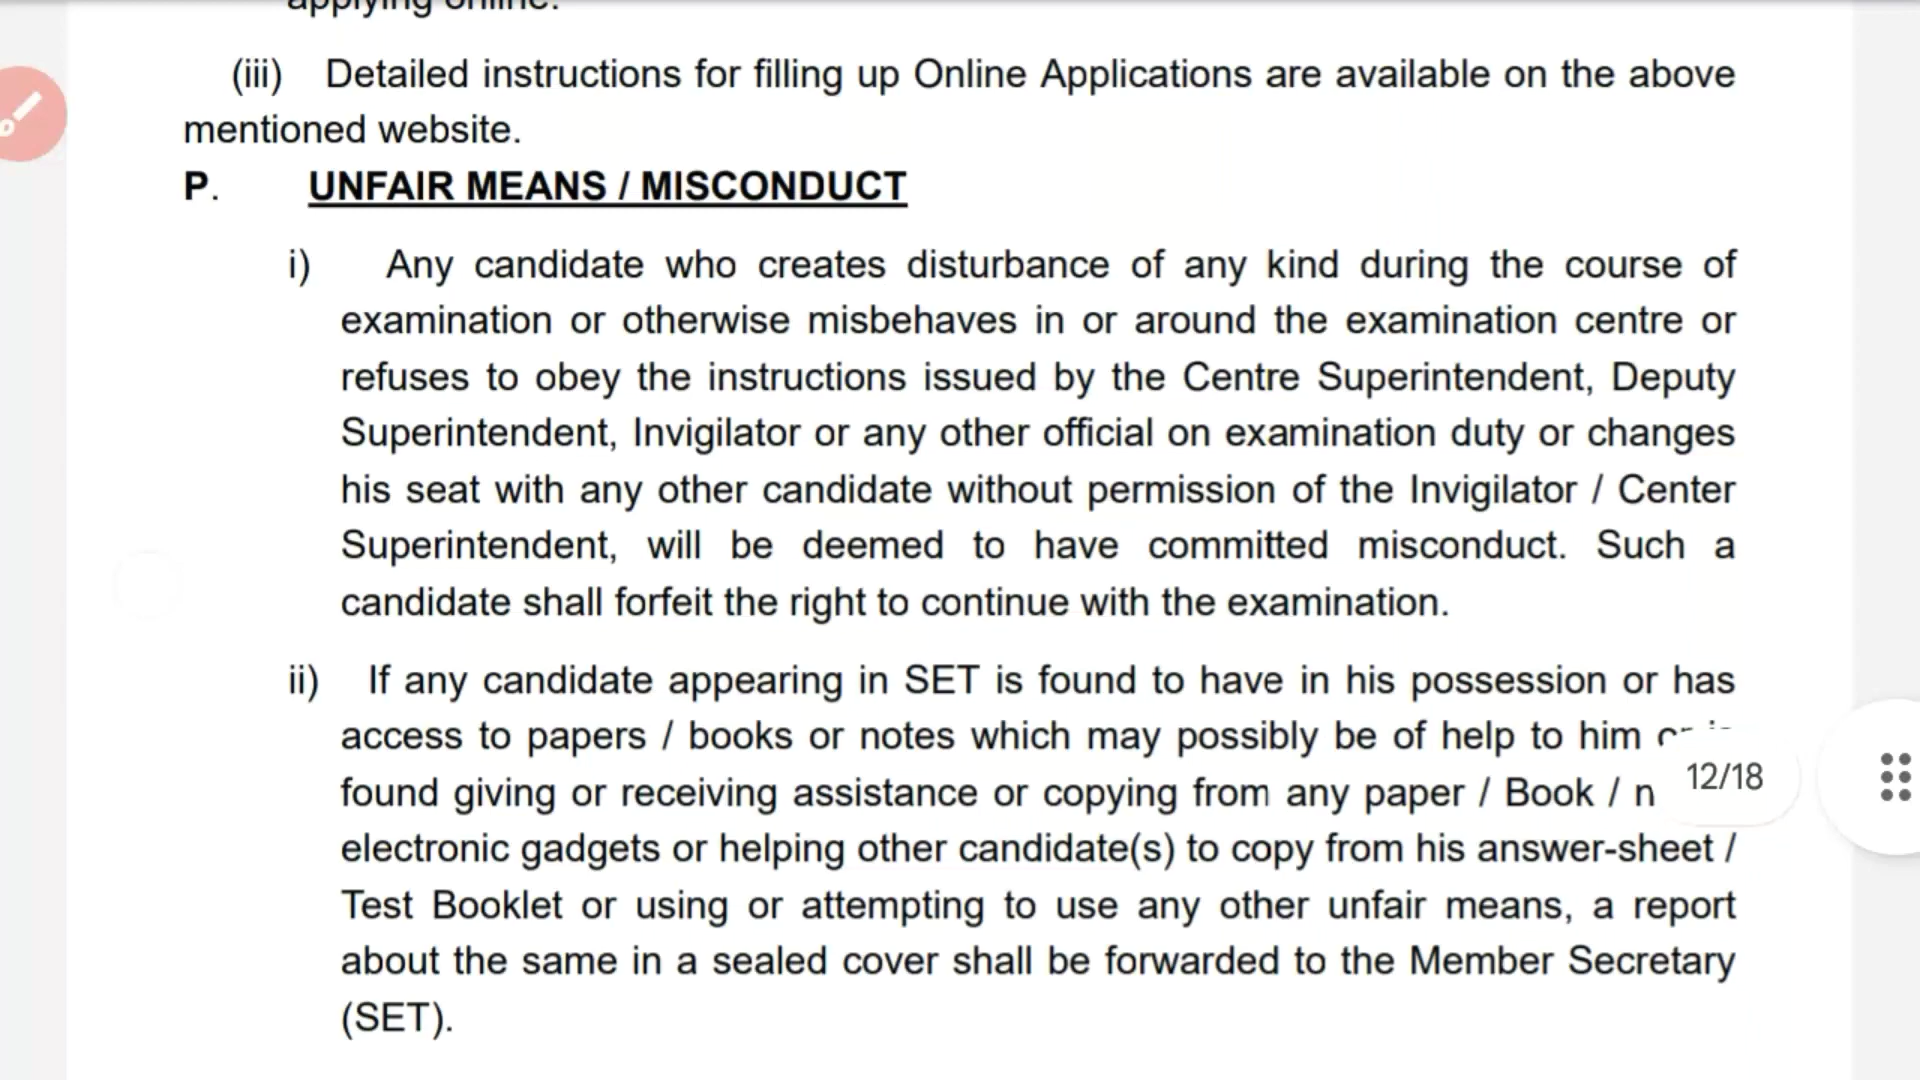 applying online.
(iii) Detailed instructions for filling up Online Applications are available on the above
mentioned website.
P. UNFAIR MEANS / MISCONDUCT
i) Any candidate who creates disturbance of any kind during the course of
examination or otherwise misbehaves in or around the examination centre or
refuses to obey the instructions issued by the Centre Superintendent, Deputy
Superintendent, Invigilator or any other official on examination duty or changes
his seat with any other candidate without permission of the Invigilator / Center
Superintendent, will be deemed to have committed misconduct. Such a
candidate shall forfeit the right to continue with the examination.
ii) If any candidate appearing in SET is found to have in his possession or has
access to papers / books or notes which may possibly be of help to him
found giving or receiving assistance or copying from any paper / Book / n
12/18
electronic gadgets or helping other candidate(s) to copy from his answer-sheet /
Test Booklet or using or attempting to use any other unfair means, a report
about the same in a sealed cover shall be forwarded to the Member Secretary
(SET).